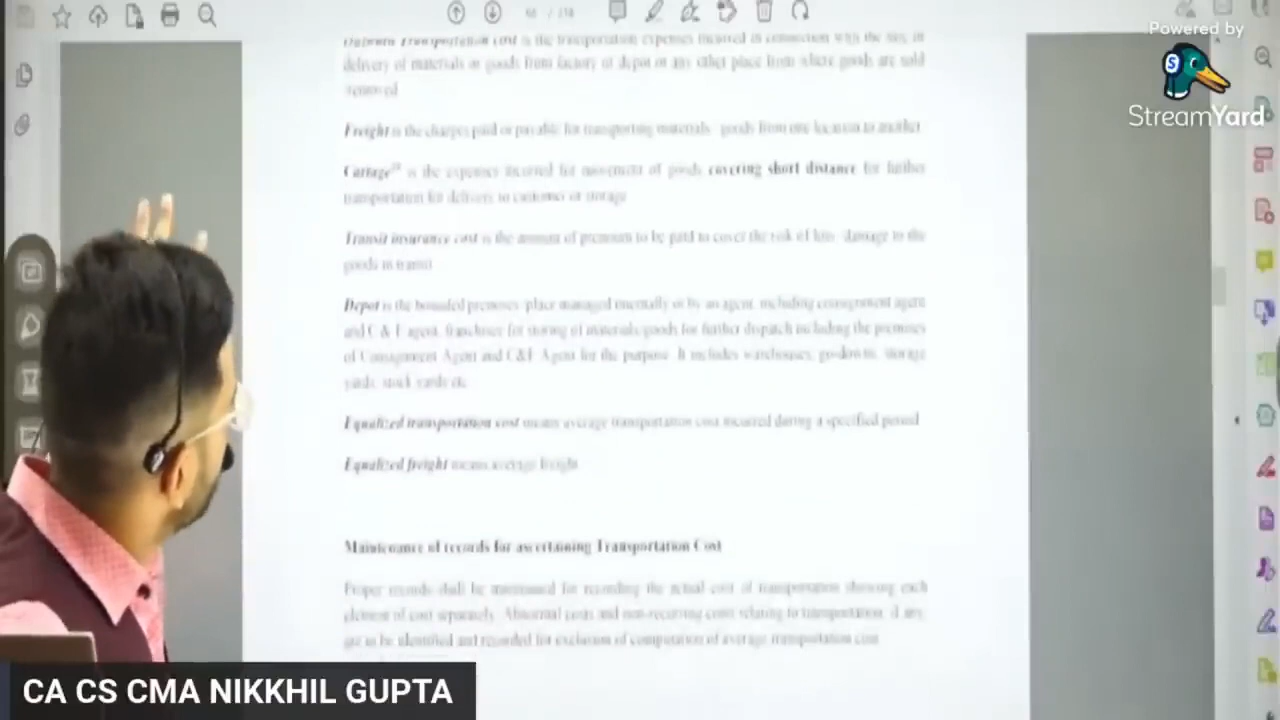 Powered by
StreamYard
Outward Transportation cost is the transportation expenses incurred in connection with the sale or
delivery of materials or goods from factory or depot or any other place from where goods are sold
removed
Freight is the charges paid or payable for transporting materials goods from one location to another
Cartage is the expenses incurred for movement of goods covering short distance for further
transportation for delivery to customer or storage
Transit insurance cost is the amount of premium to be paid to cover the risk of loss damage to the
goods in transit
Depot is the bounded premises place managed internally or by an agent, including consignment agent
and C & F agent, franchisee for storing of materials goods for further dispatch including the premises
of Consignment Agent and C&F Agent for the purpose. It includes warehouses, go-downs, storage
yards, stock yards etc.
Equalized transportation cost means average transportation cost incurred during a specified period
Equalized freight means average freight
Maintenance of records for ascertaining Transportation Cost
Proper records shall be maintained for recording the actual cost of transportation showing each
element of cost separately. Abnormal costs and non-recurring costs relating to transportation, if any,
are to be identified and recorded for exclusion of computation of average transportation cost
CA CS CMA NIKKHIL GUPTA